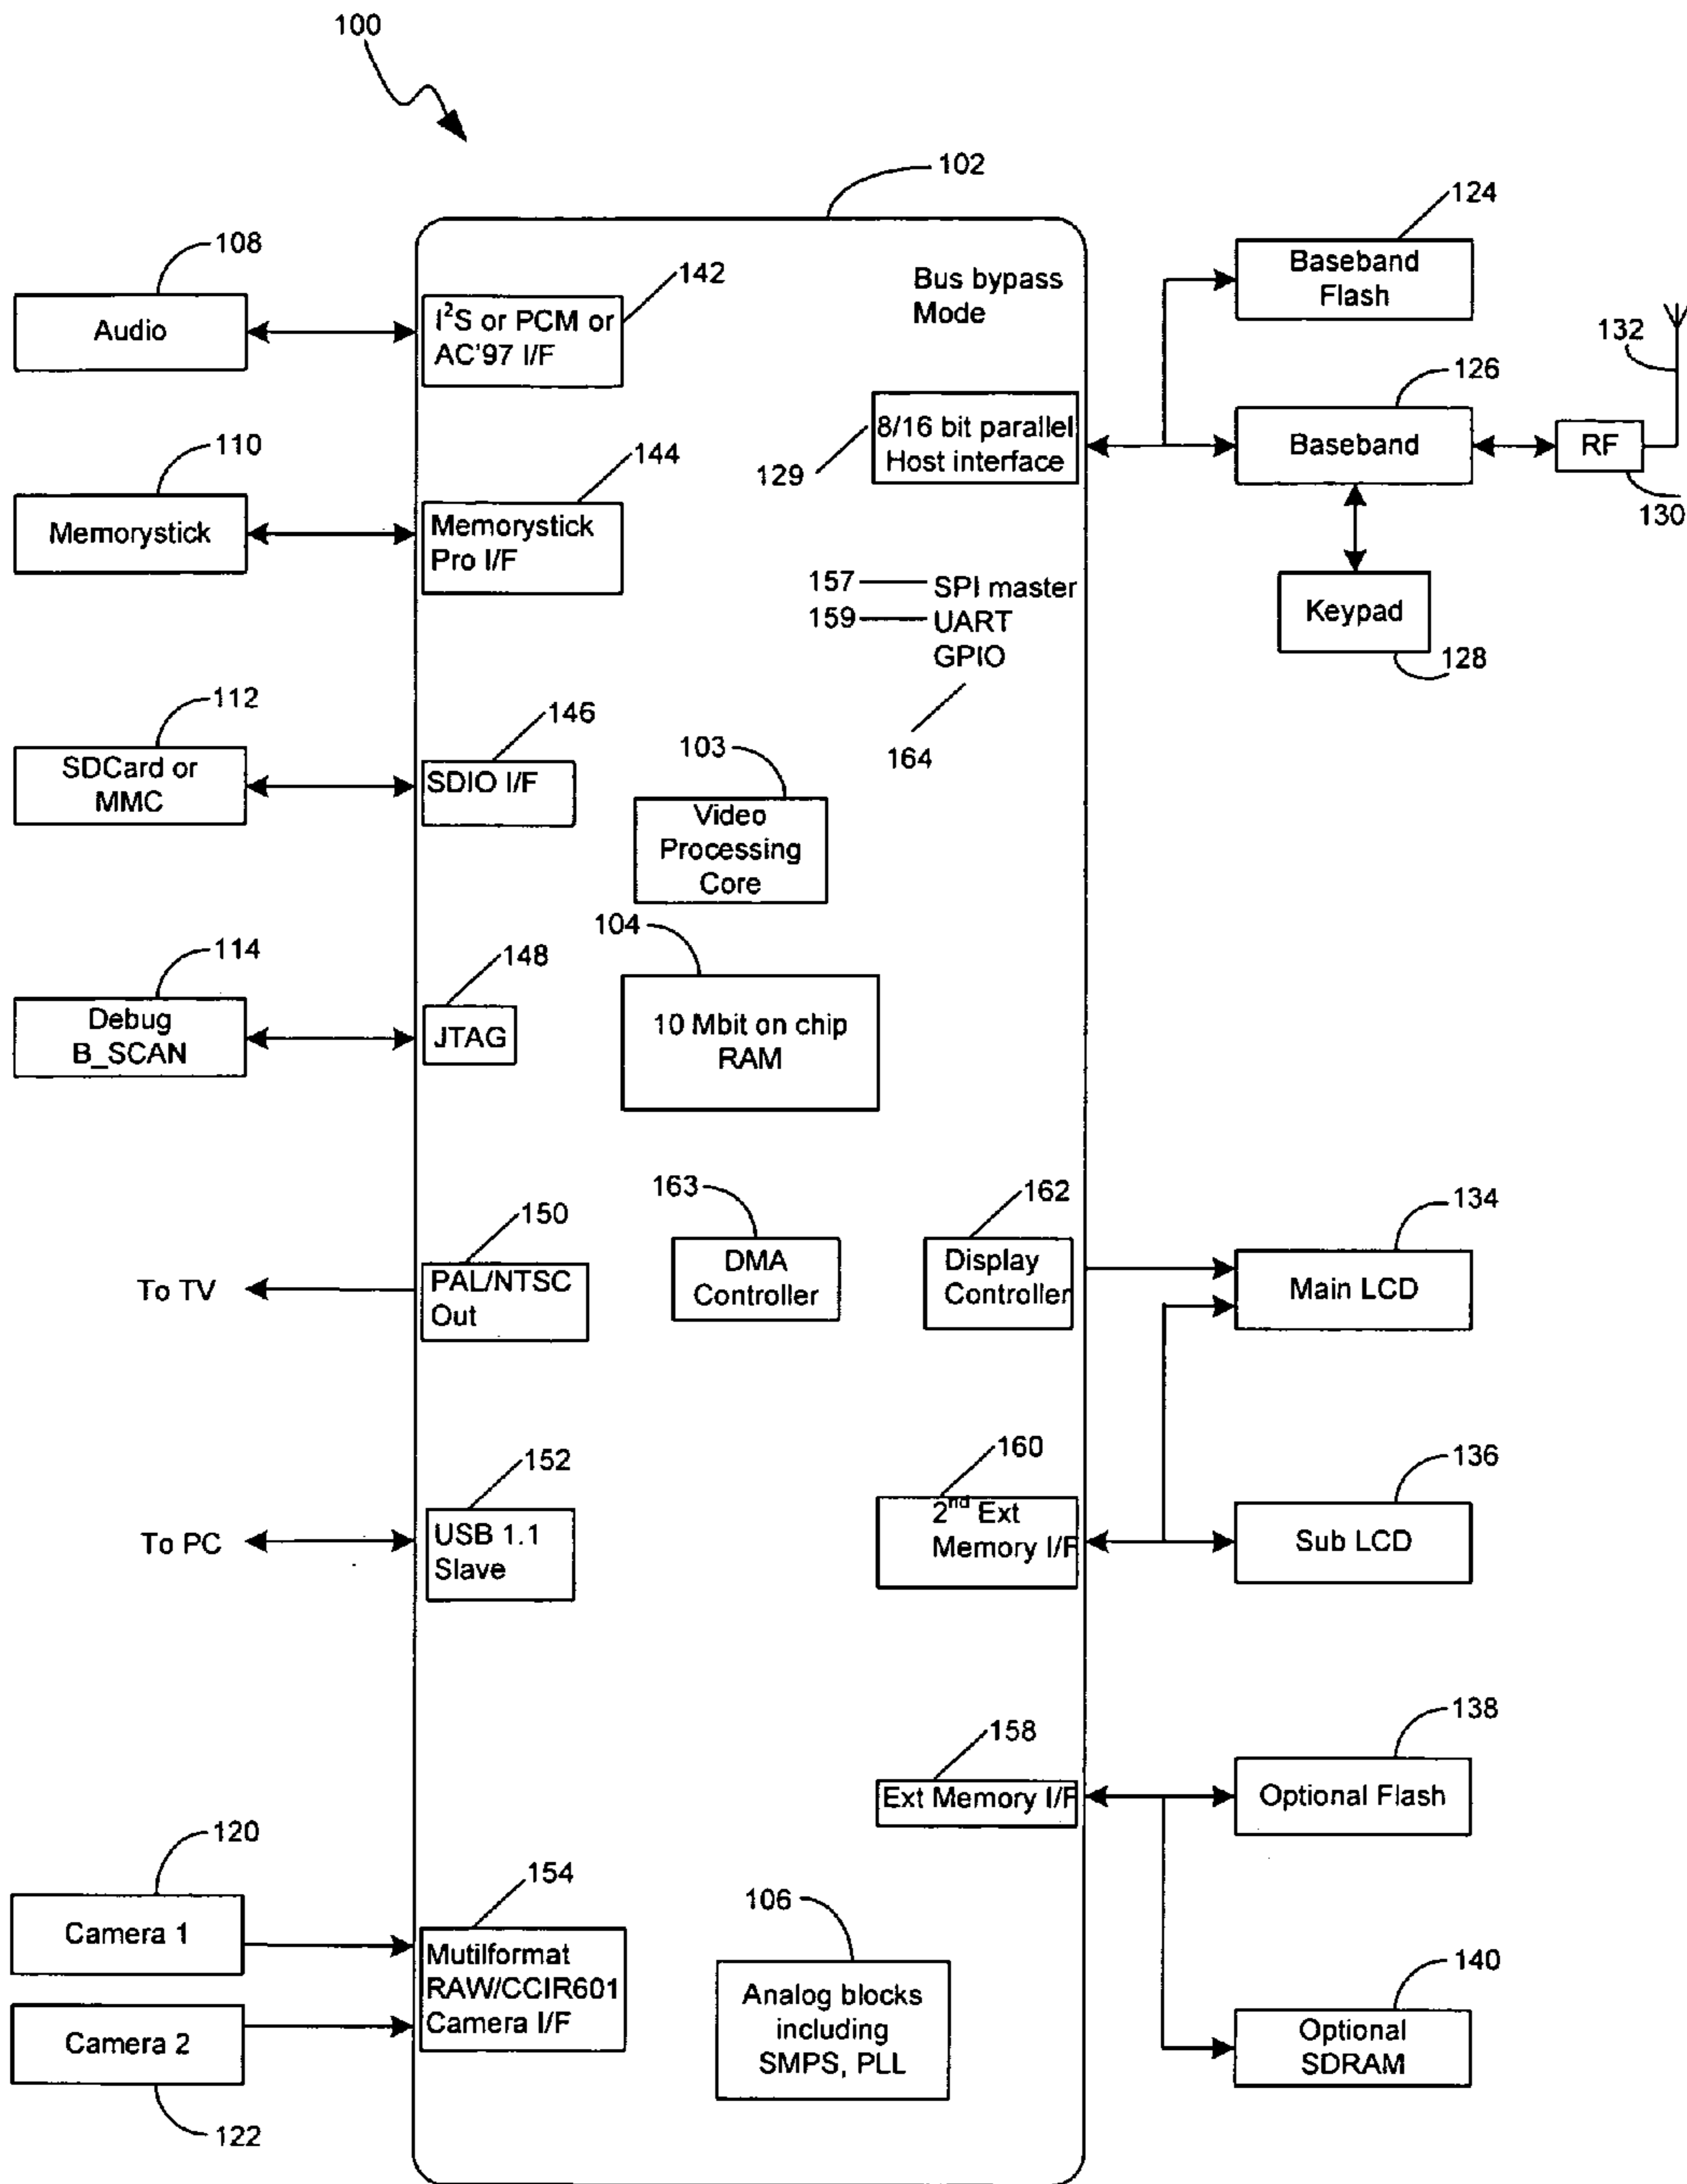 100
102
108
Audio
142
I²S or PCM or
AC'97 I/F
Bus bypass
Mode
124
Baseband
Flash
132
126
Baseband
RF
130
129
8/16 bit parallel
Host interface
110
Memorystick
144
Memorystick
Pro I/F
157
SPI master
159
UART
GPIO
164
Keypad
128
112
SDCard or
MMC
146
SDIO I/F
103
Video
Processing
Core
114
Debug
B_SCAN
148
JTAG
104
10 Mbit on chip
RAM
To TV
150
PAL/NTSC
Out
163
DMA
Controller
162
Display
Controller
134
Main LCD
To PC
152
USB 1.1
Slave
160
2nd Ext
Memory I/F
136
Sub LCD
158
Ext Memory I/F
138
Optional Flash
120
Camera 1
Camera 2
122
154
Mutilformat
RAW/CCIR601
Camera I/F
106
Analog blocks
including
SMPS, PLL
140
Optional
SDRAM